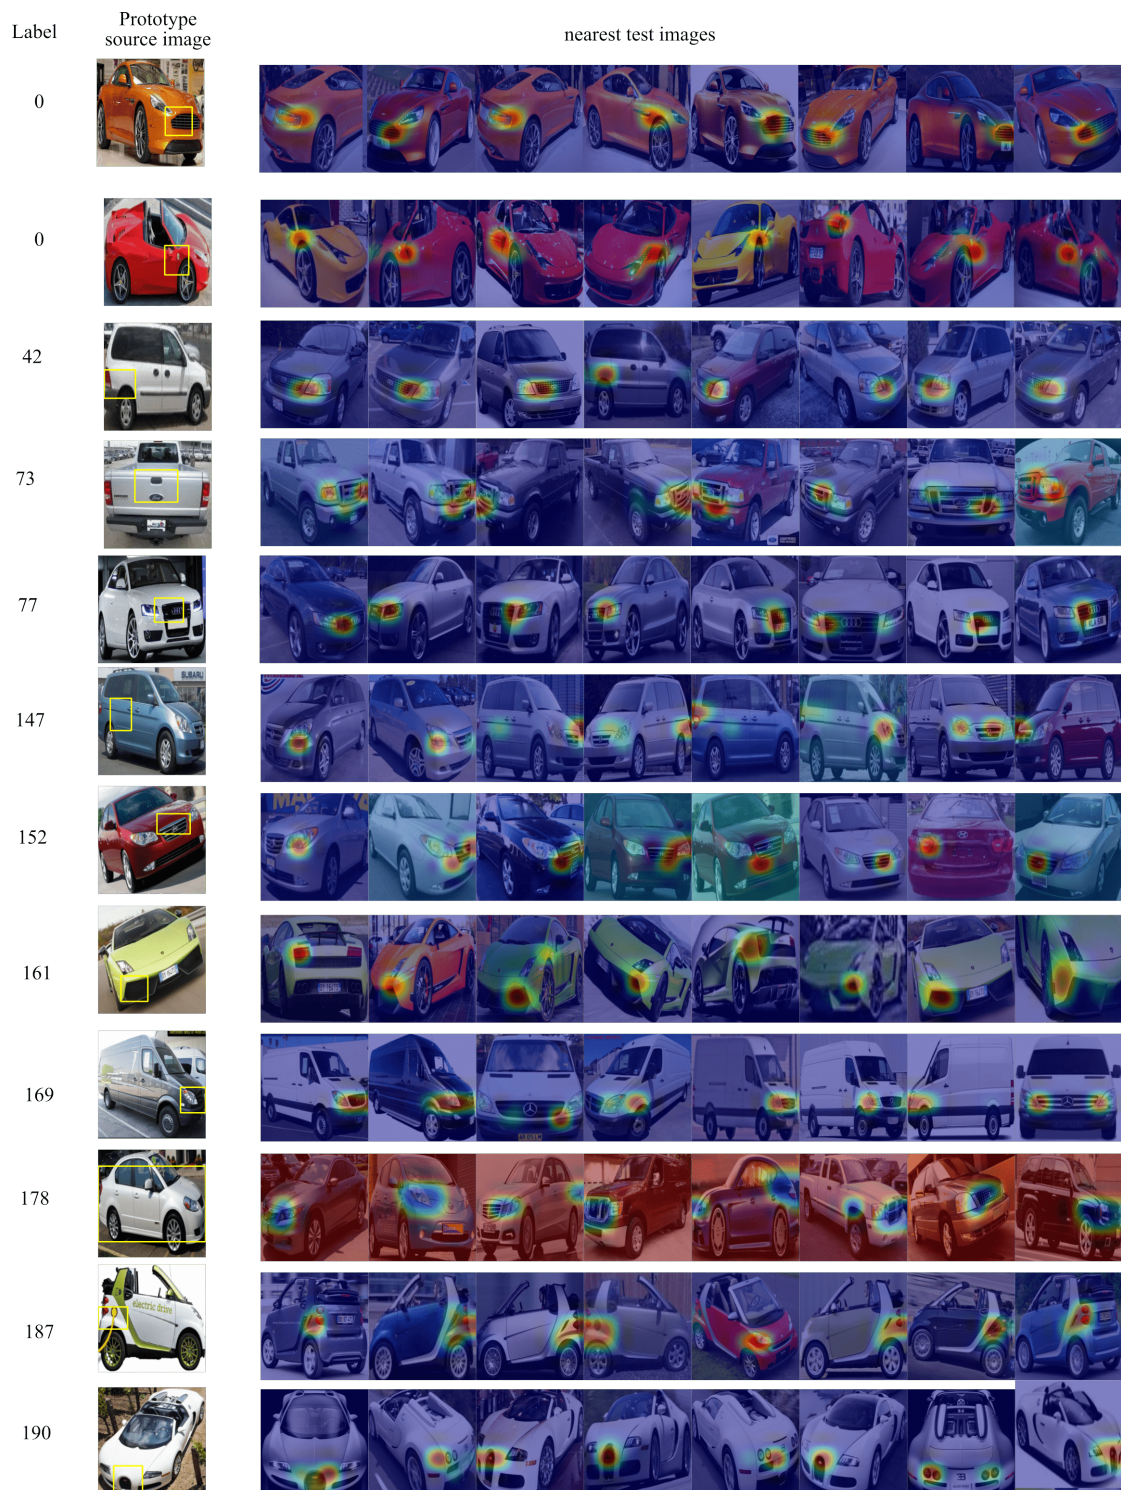 Label
Prototype
source image
nearest test images
0
0
42
73
77
SUBARU
147
152
161
169
178
electric drive
187
190